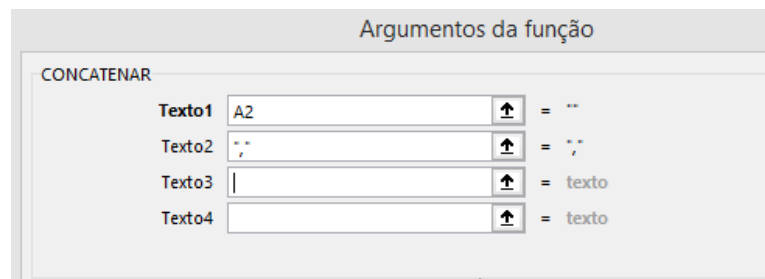 Argumentos da função
CONCATENAR
Texto1 A2 = ""
Texto2 "," = ","
Texto3 = texto
Texto4 = texto